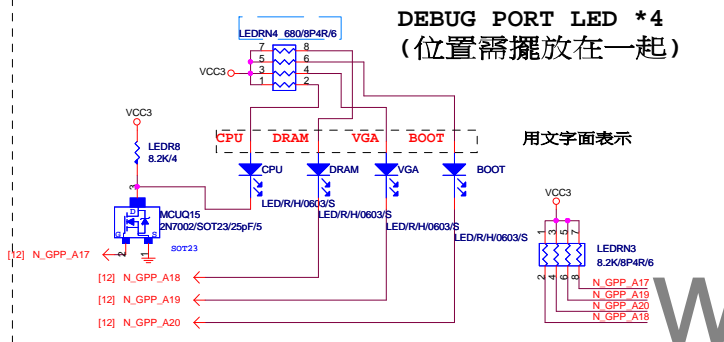 DEBUG PORT LED *4
(位置需擺放在一起)
LEDRN4 680/8P4R/6
7 8
5 6
VCC3 3 4
1 2
VCC3
LEDR8
8.2K/4
CPU DRAM VGA BOOT
用文字面表示
CPU DRAM VGA BOOT
LED/R/H/0603/S
LED/R/H/0603/S
LED/R/H/0603/S
LED/R/H/0603/S
3
D
MCUQ15
2N7002/SOT23/25pF/5
G S
SOT23
2 1
[12] N_GPP_A17
[12] N_GPP_A18
[12] N_GPP_A19
[12] N_GPP_A20
VCC3
1 3 5 7
LEDRN3
8.2K/8P4R/6
2 4 6 8
N_GPP_A17
N_GPP_A19
N_GPP_A20
N_GPP_A18
W